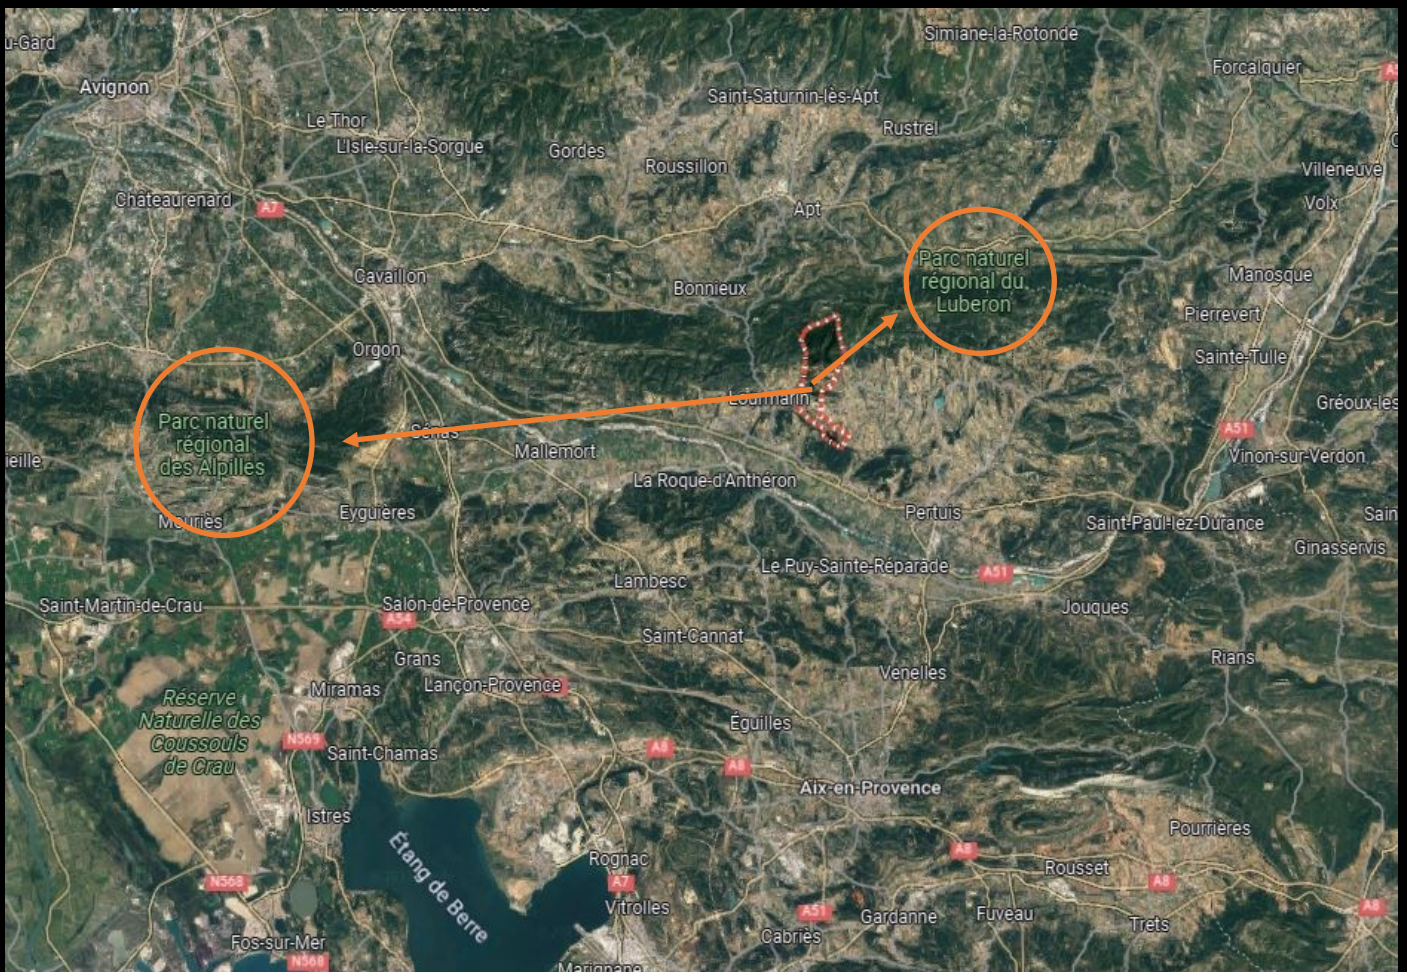 u-Gard
Simiane-la-Rotonde
Forcalquier
Avignon
Saint-Saturnin-lès-Apt
Le Thor
Rustrel
L'Isle-sur-la-Sorgue
Gordes
Roussillon
Villeneuve
Châteaurenard
A7
Apt
Volx
Parc naturel
régional du
Luberon
Cavaillon
Bonnieux
Manosque
Pierrevert
Orgon
Sainte-Tulle
Lourmarin
Gréoux-les
Parc naturel
régional
des Alpilles
Sénas
A51
Mallemort
Vinon-sur-Verdon
ieille
La Roque-d'Anthéron
Mouriès
Eyguières
Pertuis
Saint-Paul-lez-Durance
Sain
Ginasservis
Le Puy-Sainte-Réparade
A51
Lambesc
Saint-Martin-de-Crau
Salon-de-Provence
A54
Jouques
Saint-Cannat
Grans
Rians
Venelles
Miramas
Lançon-Provence
Réserve
Naturelle des
Coussouls
de Crau
Éguilles
N569
Saint-Chamas
A8
A8
Aix-en-Provence
Istres
Étang de Berre
Pourrières
A8
Rognac
Rousset
N568
A7
A8
Vitrolles
A51
Gardanne
Fuveau
A8
Trets
Cabriès
Fos-sur-Mer
N568
Marignane